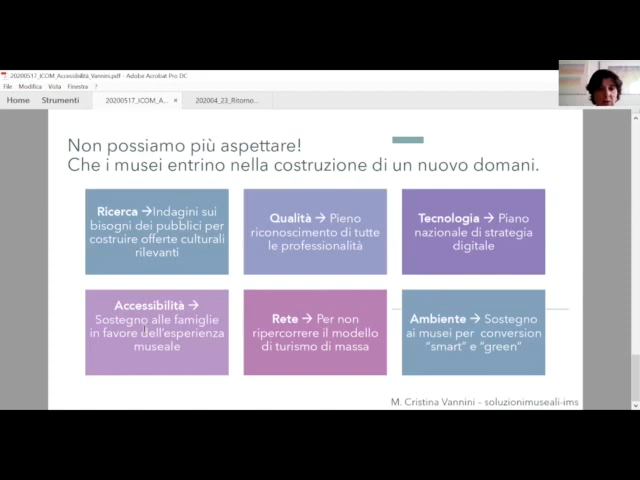 20200517_ICOM_Accessibilità_Vannini.pdf - Adobe Acrobat Pro DC
File Modifica Vista Finestra ?
Home Strumenti 20200517_ICOM_A... × 202004_23_Ritorno...
Non possiamo più aspettare!
Che i musei entrino nella costruzione di un nuovo domani.
Ricerca →Indagini sui
bisogni dei pubblici per
costruire offerte culturali
rilevanti
Qualità → Pieno
riconoscimento di tutte
le professionalità
Tecnologia → Piano
nazionale di strategia
digitale
Accessibilità →
Sostegno alle famiglie
in favore dell'esperienza
museale
Rete → Per non
ripercorrere il modello
di turismo di massa
Ambiente → Sostegno
ai musei per conversion
"smart" e "green"
M. Cristina Vannini - soluzionimuseali-ims